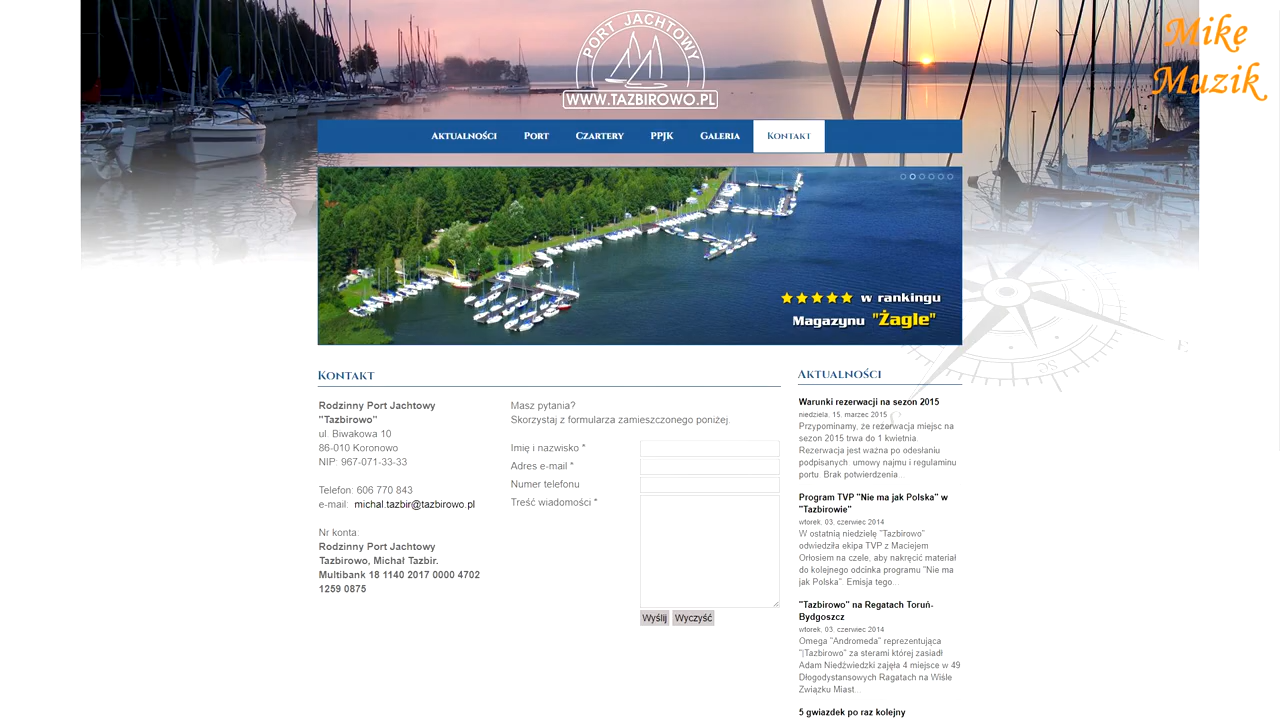 PORT JACHTOWY
WWW.TAZBIROWO.PL
Mike
Muzik
Aktualności Port Czartery PPJK Galeria Kontakt
★★★★★ w rankingu
Magazynu "Żagle"
Kontakt
Rodzinny Port Jachtowy
"Tazbirowo"
ul. Biwakowa 10
86-010 Koronowo
NIP: 967-071-33-33
Telefon: 606 770 843
e-mail: michal.tazbir@tazbirowo.pl
Nr konta:
Rodzinny Port Jachtowy
Tazbirowo, Michał Tazbir.
Multibank 18 1140 2017 0000 4702
1259 0875
Masz pytania?
Skorzystaj z formularza zamieszczonego poniżej.
Imię i nazwisko *
Adres e-mail *
Numer telefonu
Treść wiadomości *
Wyślij Wyczyść
Aktualności
Warunki rezerwacji na sezon 2015
niedziela, 15. marzec 2015
Przypominamy, że rezerwacja miejsc na
sezon 2015 trwa do 1 kwietnia.
Rezerwacja jest ważna po odesłaniu
podpisanych umowy najmu i regulaminu
portu. Brak potwierdzenia...
Program TVP "Nie ma jak Polska" w
"Tazbirowie"
wtorek, 03. czerwiec 2014
W ostatnią niedzielę "Tazbirowo"
odwiedziła ekipa TVP z Maciejem
Orłosiem na czele, aby nakręcić materiał
do kolejnego odcinka programu "Nie ma
jak Polska". Emisja tego...
"Tazbirowo" na Regatach Toruń-
Bydgoszcz
wtorek, 03. czerwiec 2014
Omega "Andromeda" reprezentująca
"|Tazbirowo" za sterami której zasiadł
Adam Niedźwiedzki zajęła 4 miejsce w 49
Długodystansowych Ragatach na Wiśle
Związku Miast...
5 gwiazdek po raz kolejny
S
E